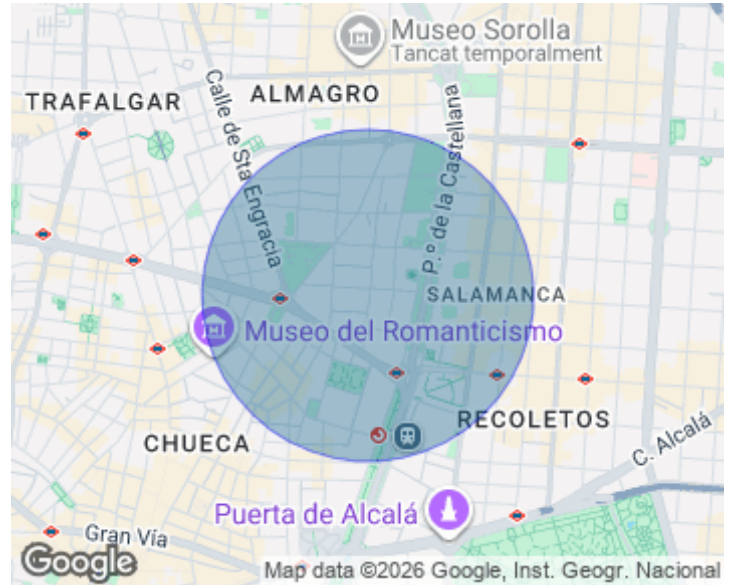 Museo Sorolla
Tancat temporalment
TRAFALGAR
ALMAGRO
Calle de Sta Engracia
P.º de la Castellana
SALAMANCA
Museo del Romanticismo
RECOLETOS
CHUECA
C. Alcalá
Puerta de Alcalá
Gran Vía
Google
Map data ©2026 Google, Inst. Geogr. Nacional